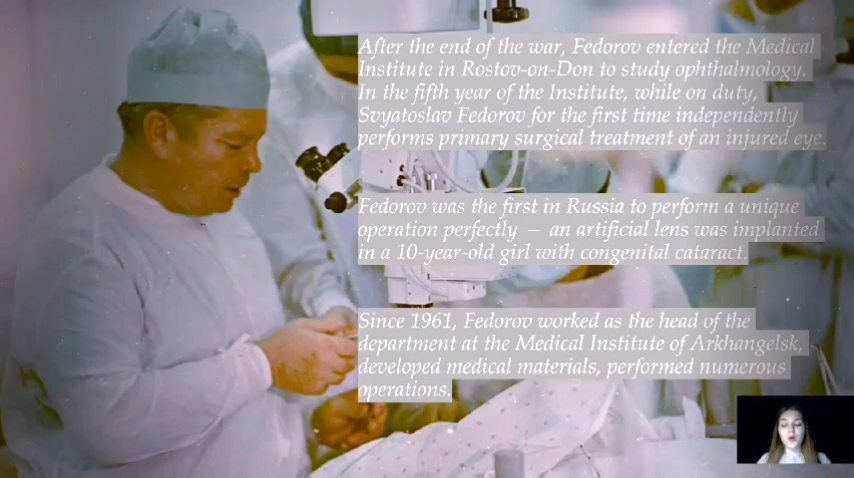 After the end of the war, Fedorov entered the Medical
Institute in Rostov-on-Don to study ophthalmology.
In the fifth year of the Institute, while on duty,
Svyatoslav Fedorov for the first time independently
performs primary surgical treatment of an injured eye.
Fedorov was the first in Russia to perform a unique
operation perfectly — an artificial lens was implanted
in a 10-year-old girl with congenital cataract.
Since 1961, Fedorov worked as the head of the
department at the Medical Institute of Arkhangelsk,
developed medical materials, performed numerous
operations.